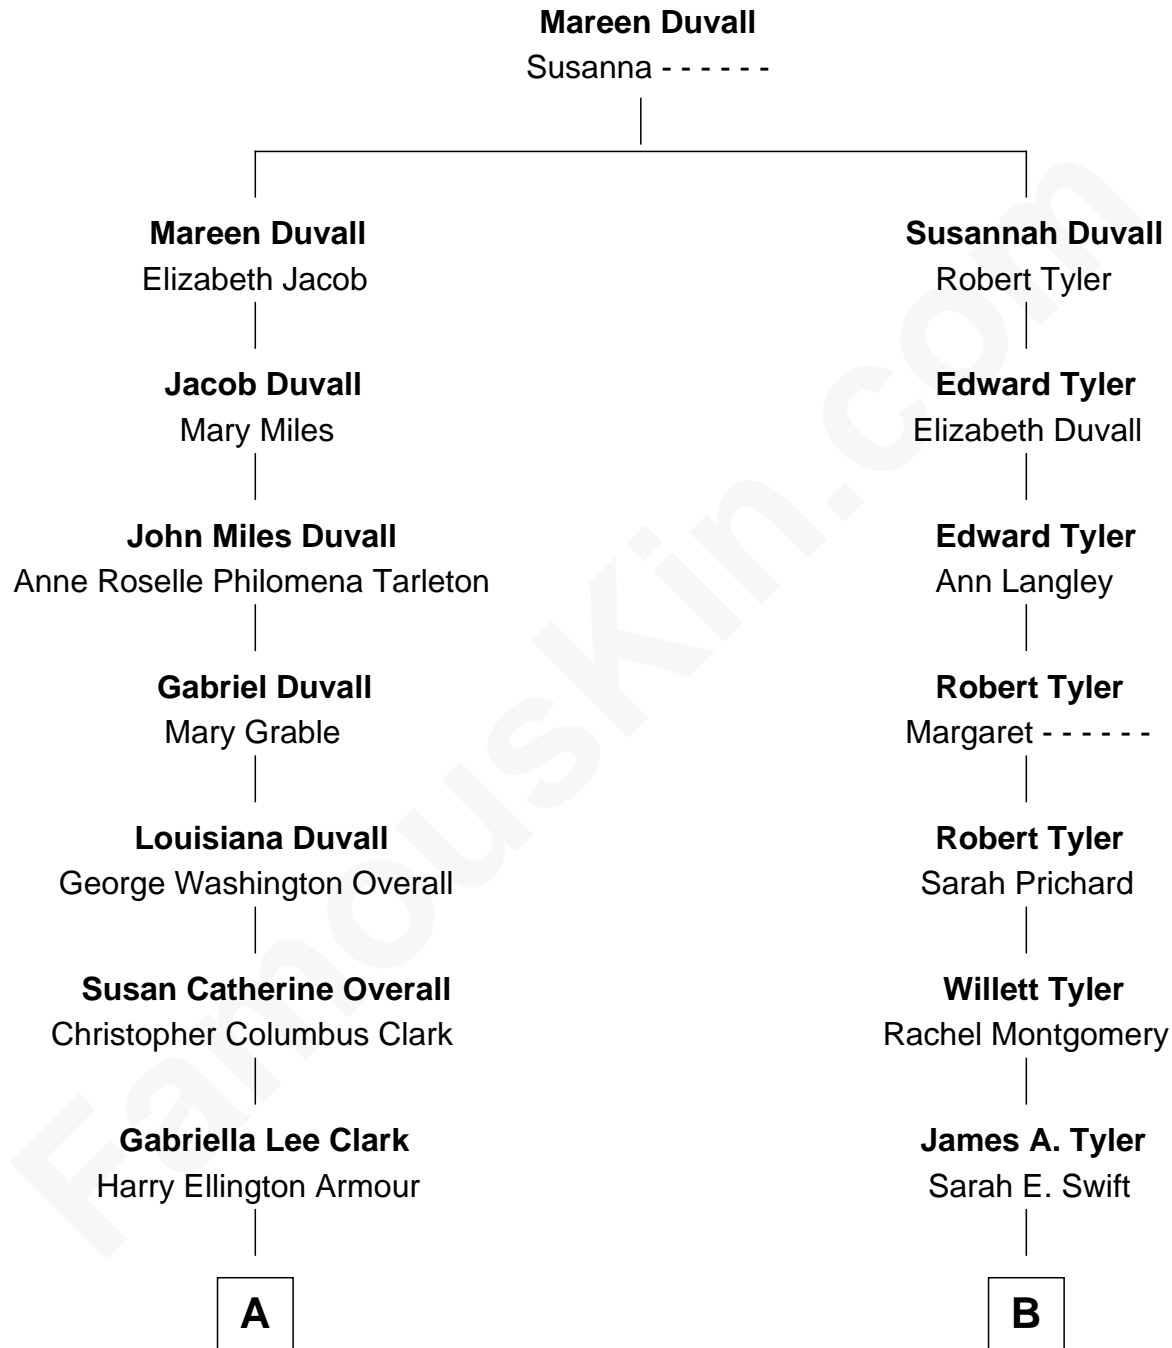 Mareen Duvall
Susanna - - - - - -
Mareen Duvall
Elizabeth Jacob
Susannah Duvall
Robert Tyler
Jacob Duvall
Mary Miles
Edward Tyler
Elizabeth Duvall
John Miles Duvall
Anne Roselle Philomena Tarleton
Edward Tyler
Ann Langley
Gabriel Duvall
Mary Grable
Robert Tyler
Margaret - - - - - -
Louisiana Duvall
George Washington Overall
Robert Tyler
Sarah Prichard
Susan Catherine Overall
Christopher Columbus Clark
Willett Tyler
Rachel Montgomery
Gabriella Lee Clark
Harry Ellington Armour
James A. Tyler
Sarah E. Swift
A
B
FamousKin.com